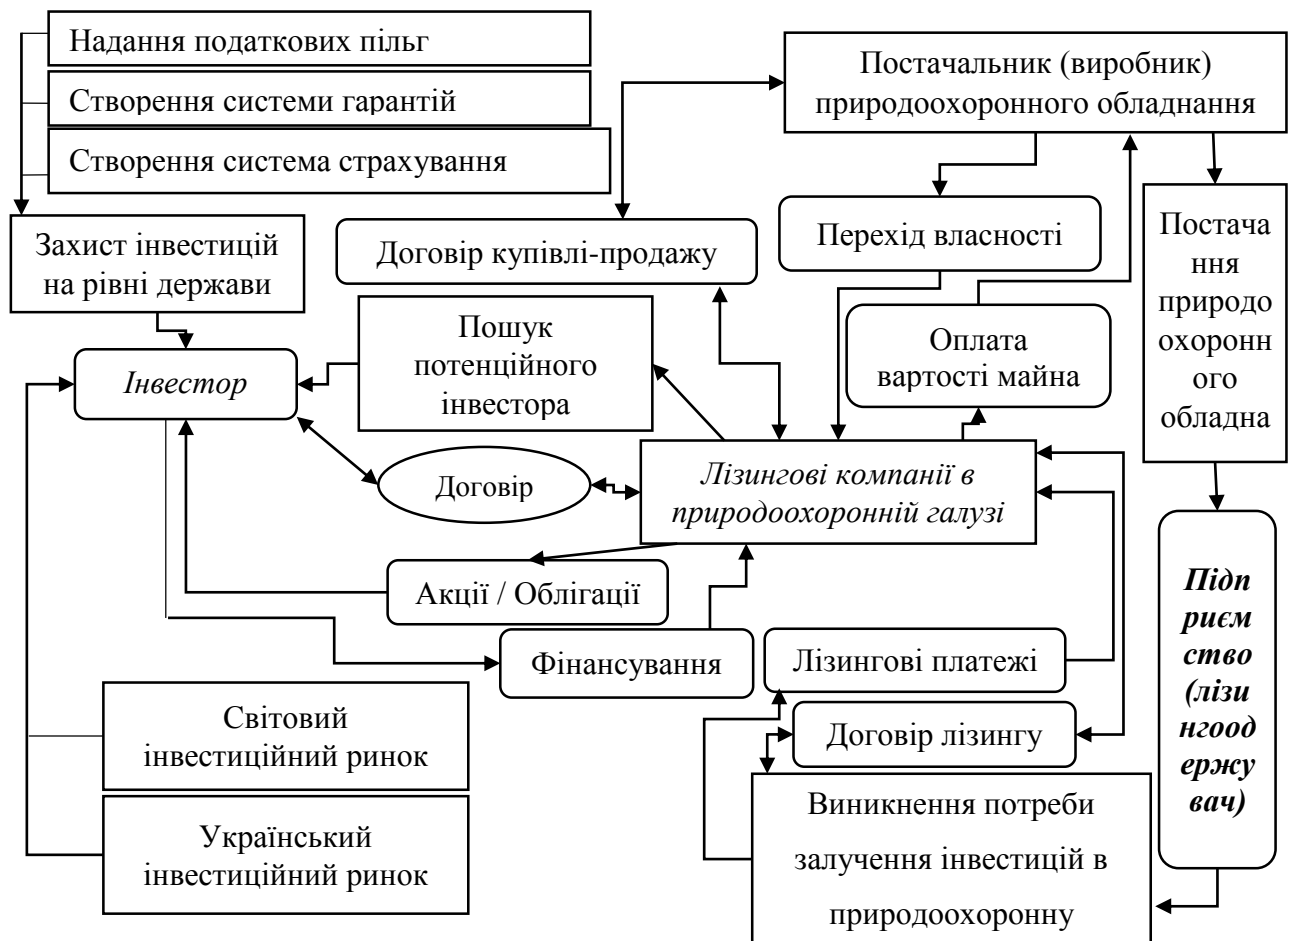 Надання податкових пільг
Створення системи гарантій
Створення система страхування
Захист інвестицій
на рівні держави
Постачальник (виробник)
природоохоронного обладнання
Договір купівлі-продажу
Перехід власності
Постача
ння
природо
охоронн
ого
обладна
Оплата
вартості майна
Пошук
потенційного
інвестора
Інвестор
Договір
Лізингові компанії в
природоохоронній галузі
Акції / Облігації
Фінансування
Лізингові платежі
Договір лізингу
Підп
риєм
ство
(лізи
нгоод
ержу
вач)
Світовий
інвестиційний ринок
Український
інвестиційний ринок
Виникнення потреби
залучення інвестицій в
природоохоронну